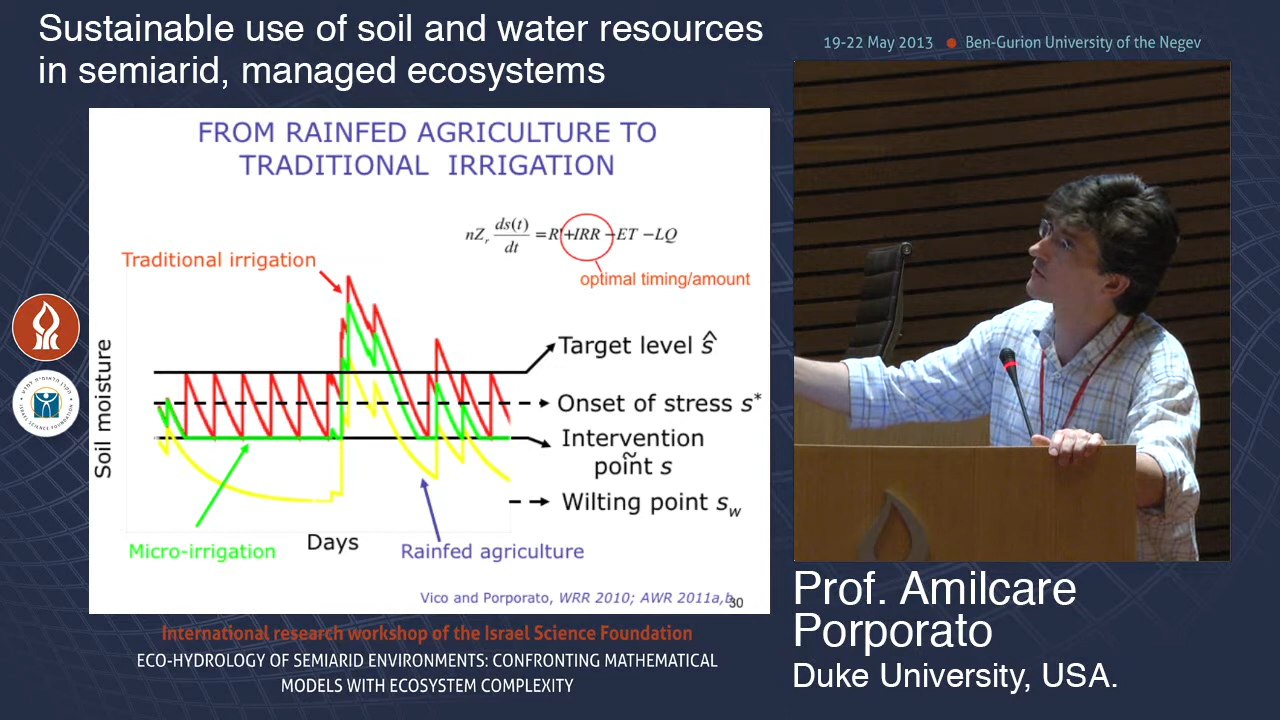 Sustainable use of soil and water resources
in semiarid, managed ecosystems
19-22 May 2013 ● Ben-Gurion University of the Negev
FROM RAINFED AGRICULTURE TO
TRADITIONAL IRRIGATION
nZ_r ds(t)/dt = R+IRR−ET−LQ
optimal timing/amount
Traditional irrigation
Target level ŝ
Onset of stress s*
Intervention
point s̃
Wilting point s_w
Soil moisture
Days
Micro-irrigation
Rainfed agriculture
Vico and Porporato, WRR 2010; AWR 2011a,b
30
International research workshop of the Israel Science Foundation
ECO-HYDROLOGY OF SEMIARID ENVIRONMENTS: CONFRONTING MATHEMATICAL
MODELS WITH ECOSYSTEM COMPLEXITY
Prof. Amilcare
Porporato
Duke University, USA.